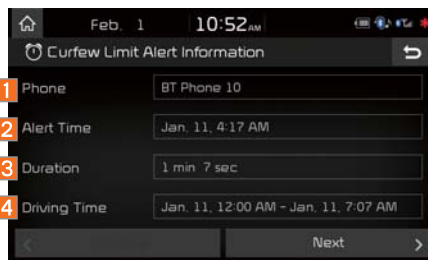 Feb. 1 10:52 AM
Curfew Limit Alert Information
1 Phone BT Phone 10
2 Alert Time Jan. 11, 4:17 AM
3 Duration 1 min 7 sec
4 Driving Time Jan. 11, 12:00 AM - Jan. 11, 7:07 AM
Next